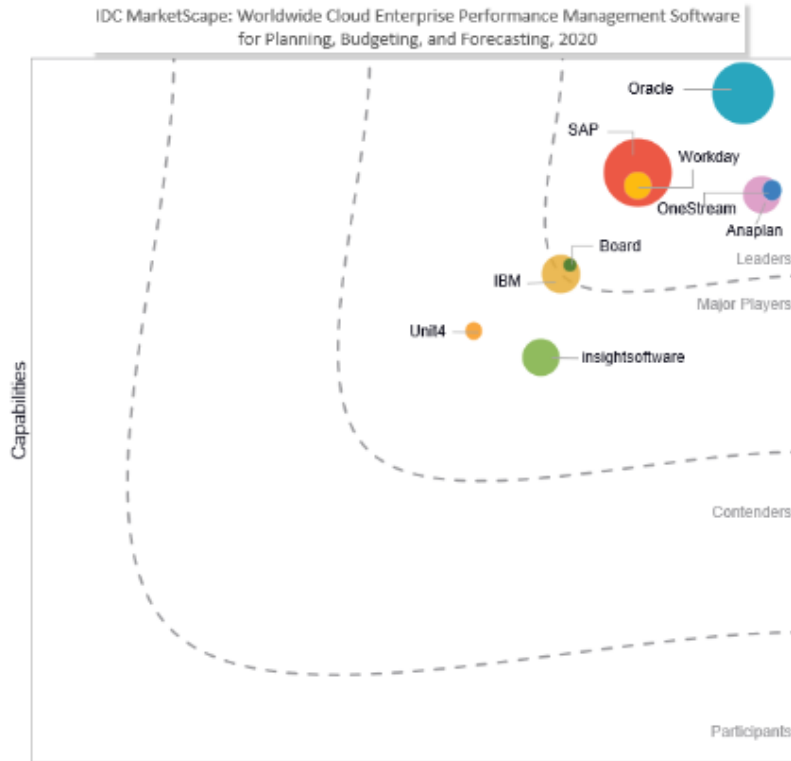 IDC MarketScape: Worldwide Cloud Enterprise Performance Management Software
for Planning, Budgeting, and Forecasting, 2020
Oracle
SAP
Workday
OneStream
Anaplan
Leaders
Board
IBM
Major Players
Unit4
insightsoftware
Capabilities
Contenders
Participants